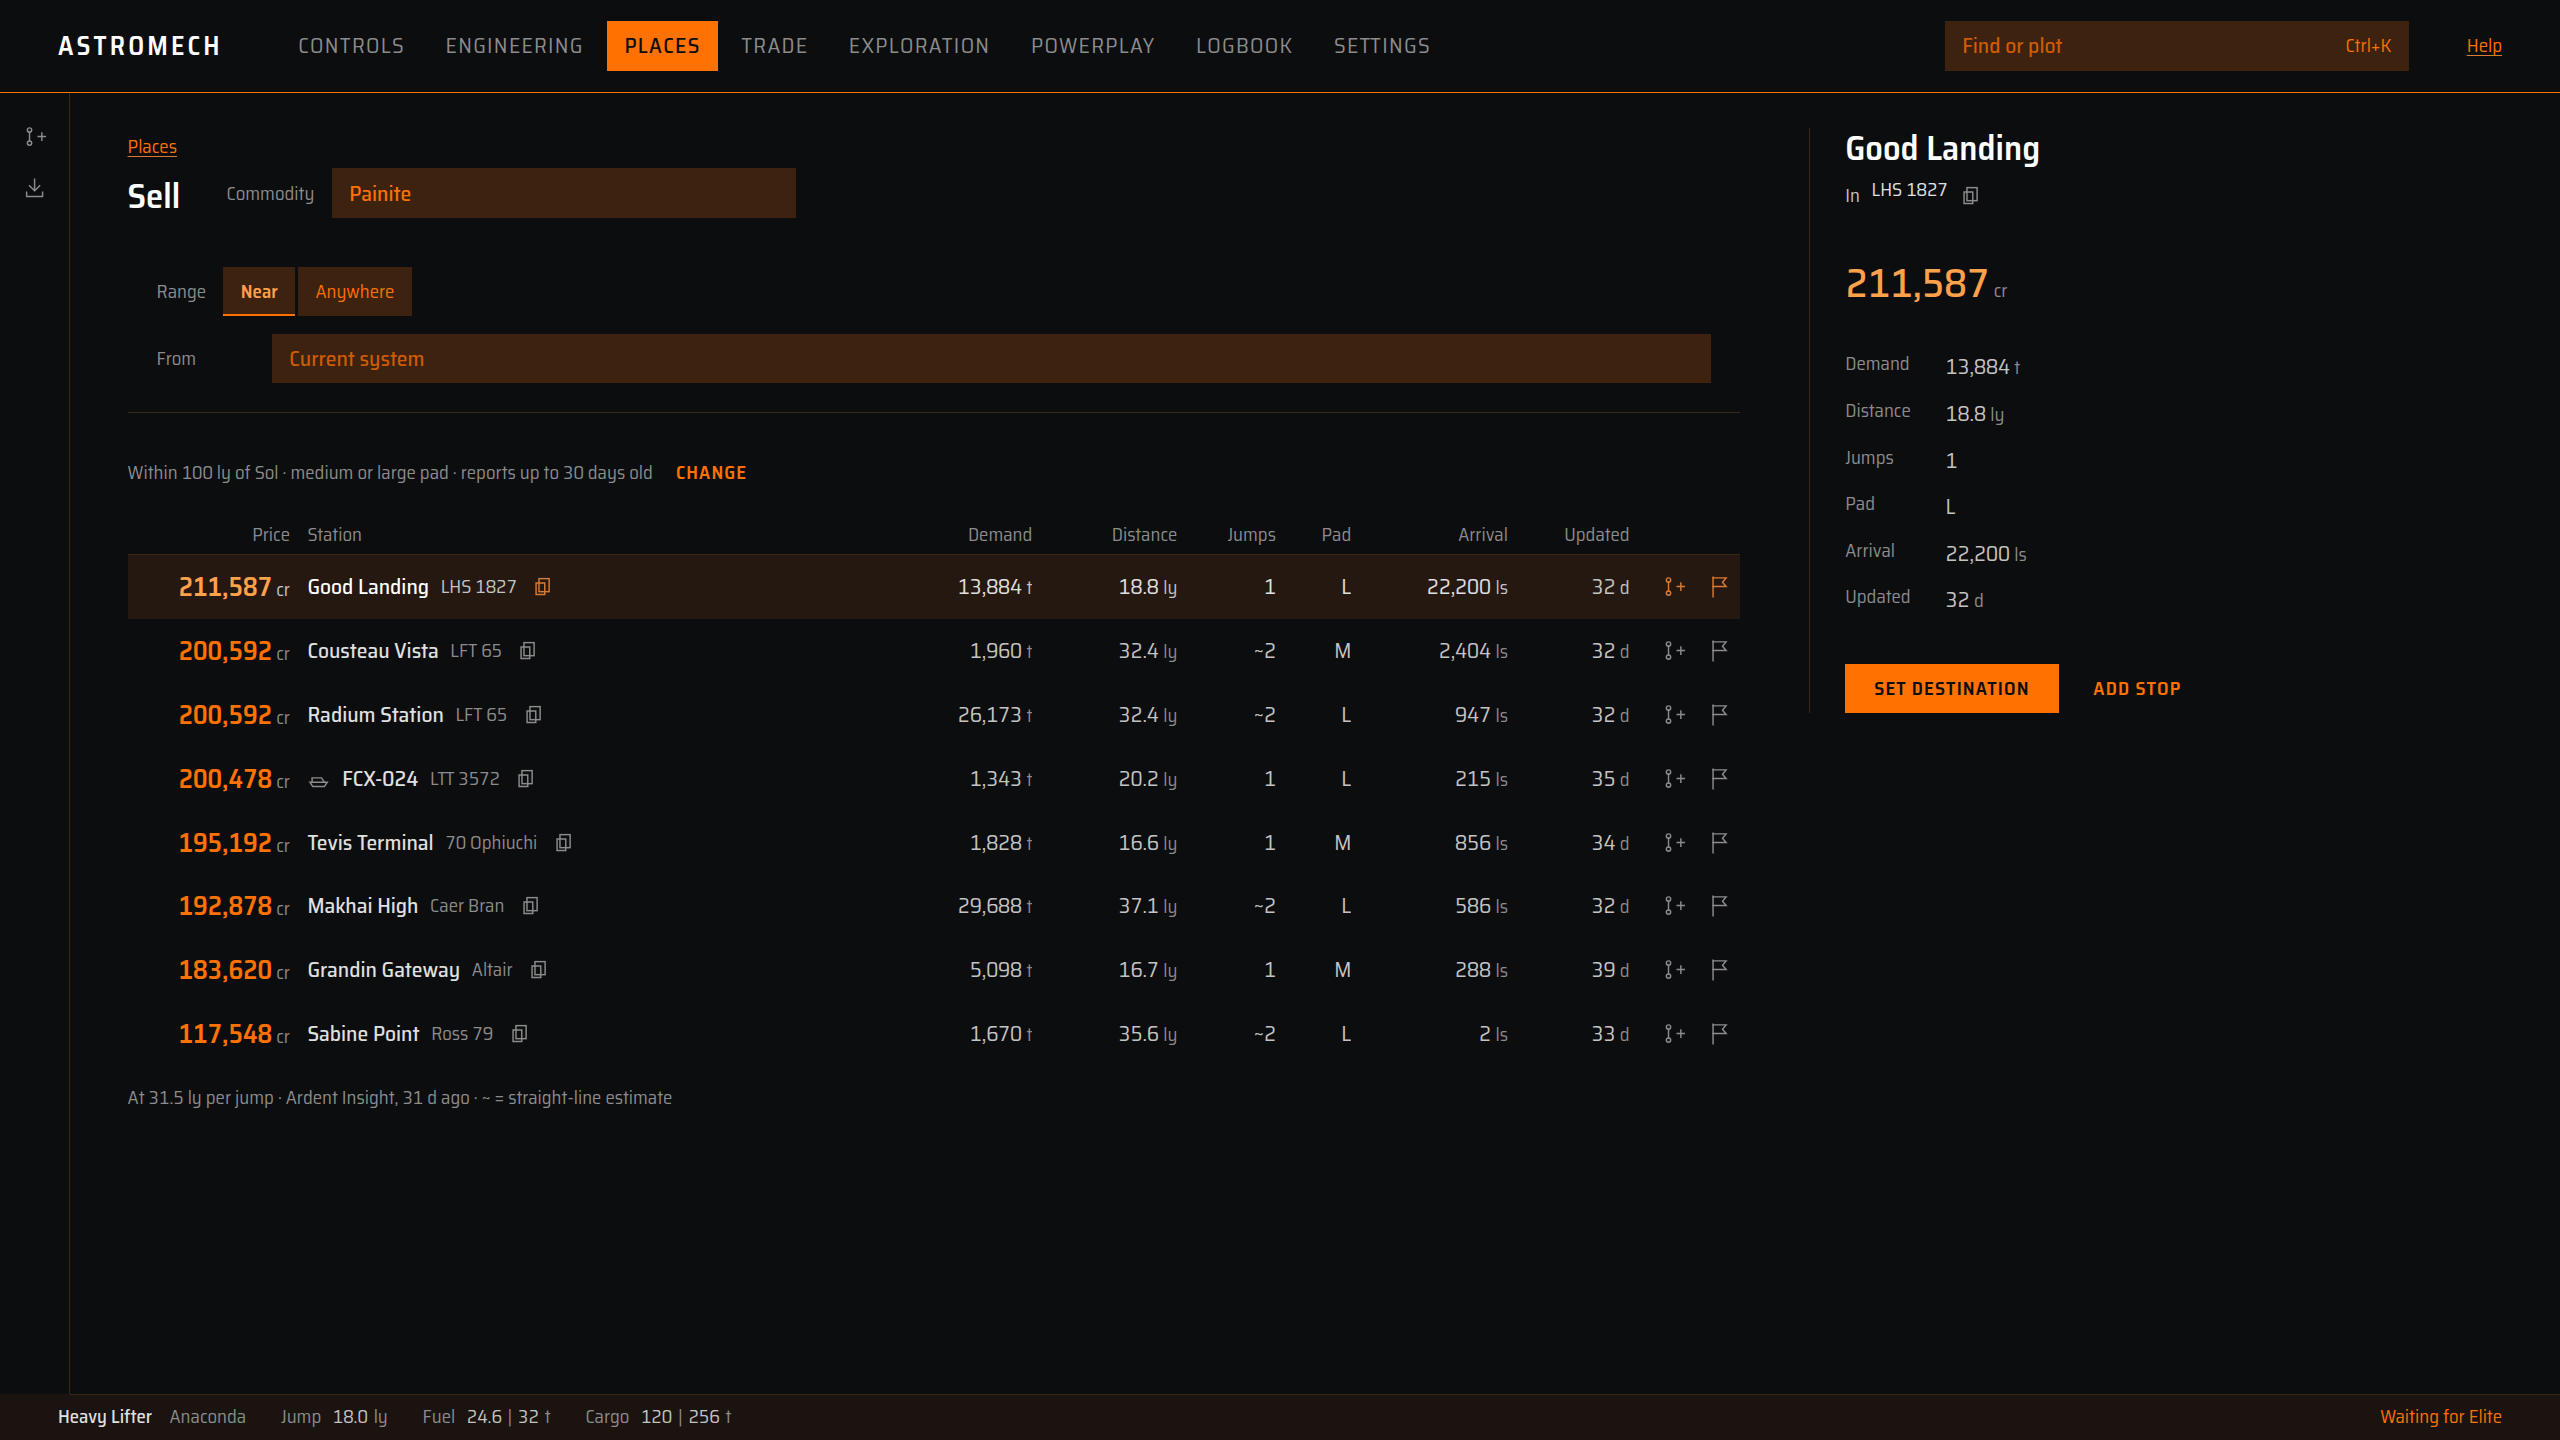 ASTROMECH CONTROLS ENGINEERING PLACES TRADE EXPLORATION POWERPLAY LOGBOOK SETTINGS Find or plot Ctrl+K Help
Places
Sell Commodity Painite
Range Near Anywhere
From Current system
Within 100 ly of Sol · medium or large pad · reports up to 30 days old CHANGE
Price Station Demand Distance Jumps Pad Arrival Updated
211,587 cr Good Landing LHS 1827 13,884 t 18.8 ly 1 L 22,200 ls 32 d
200,592 cr Cousteau Vista LFT 65 1,960 t 32.4 ly ~2 M 2,404 ls 32 d
200,592 cr Radium Station LFT 65 26,173 t 32.4 ly ~2 L 947 ls 32 d
200,478 cr FCX-024 LTT 3572 1,343 t 20.2 ly 1 L 215 ls 35 d
195,192 cr Tevis Terminal 70 Ophiuchi 1,828 t 16.6 ly 1 M 856 ls 34 d
192,878 cr Makhai High Caer Bran 29,688 t 37.1 ly ~2 L 586 ls 32 d
183,620 cr Grandin Gateway Altair 5,098 t 16.7 ly 1 M 288 ls 39 d
117,548 cr Sabine Point Ross 79 1,670 t 35.6 ly ~2 L 2 ls 33 d
At 31.5 ly per jump · Ardent Insight, 31 d ago · ~ = straight-line estimate
Good Landing
In LHS 1827
211,587 cr
Demand 13,884 t
Distance 18.8 ly
Jumps 1
Pad L
Arrival 22,200 ls
Updated 32 d
SET DESTINATION ADD STOP
Heavy Lifter Anaconda Jump 18.0 ly Fuel 24.6 | 32 t Cargo 120 | 256 t Waiting for Elite